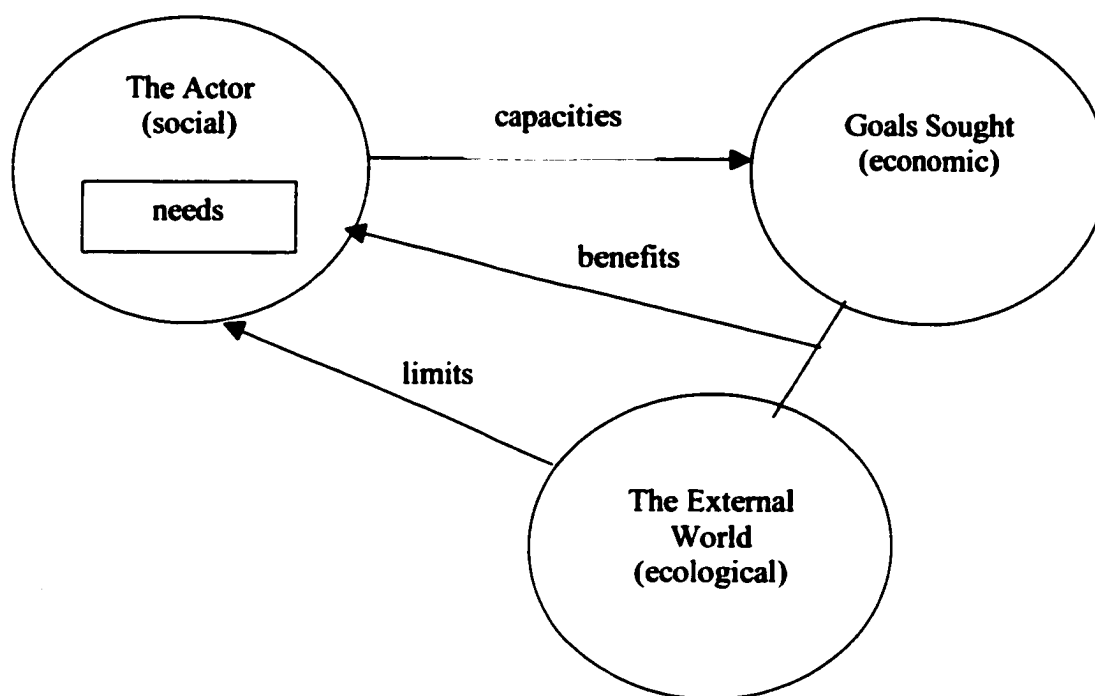 The Actor
(social)
needs
capacities
Goals Sought
(economic)
benefits
limits
The External
World
(ecological)